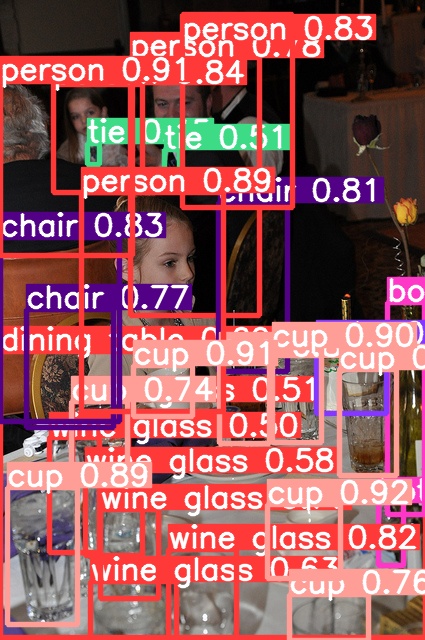 person 0.83
person 0.78
person 0.91
.84
tie 0.51
person 0.89
chair 0.81
chair 0.83
chair 0.77
bo
dining table
cup 0.90
cup 0.91
cup 0
cup 0.74
s 0.51
wine glass 0.50
wine glass 0.58
cup 0.89
wine glass
cup 0.92
wine glass 0.82
wine glass 0.63
cup 0.76